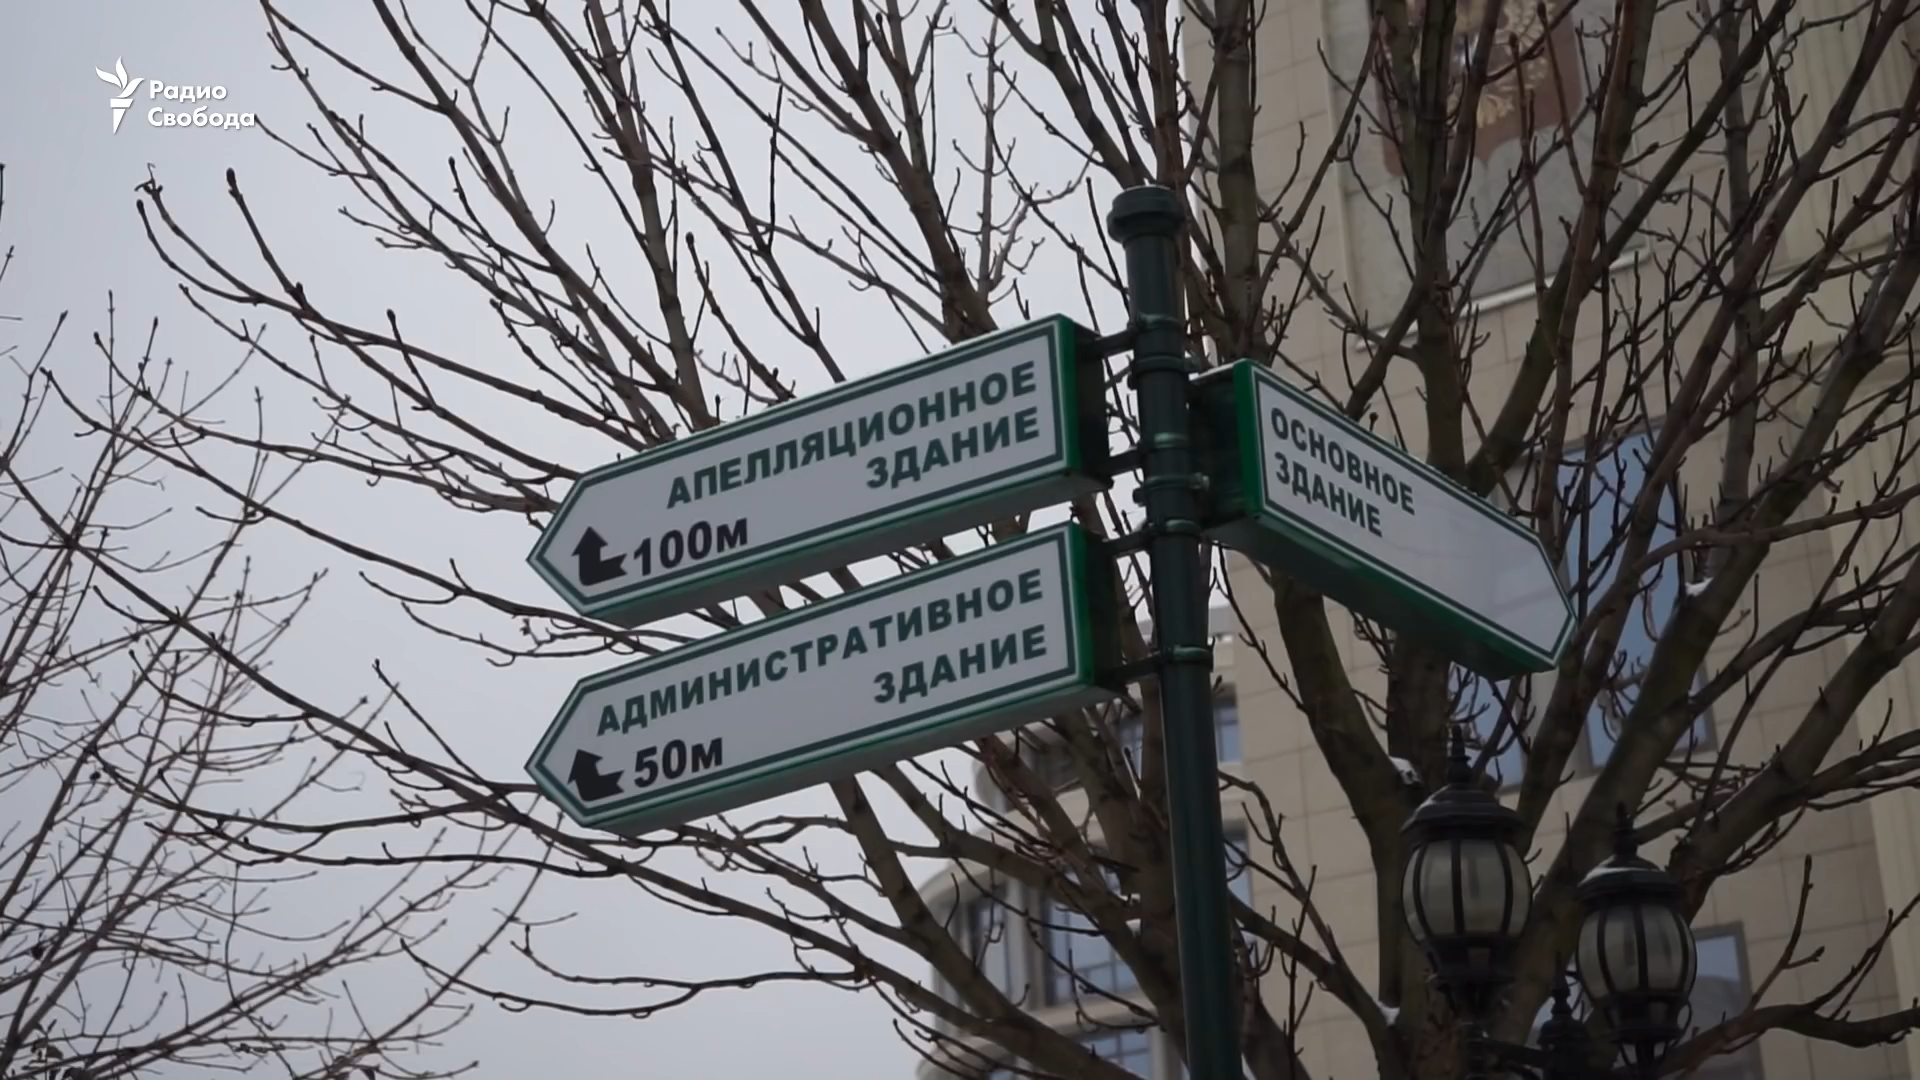 Радио
Свобода
АПЕЛЛЯЦИОННОЕ
ЗДАНИЕ
100м
АДМИНИСТРАТИВНОЕ
ЗДАНИЕ
50м
ОСНОВНОЕ
ЗДАНИЕ